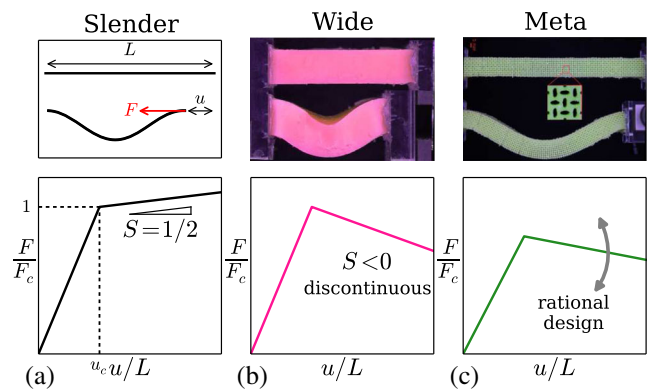 Slender
Wide
Meta
L
F
u
1
F/F_c
S=1/2
u_c
u/L
(a)
F/F_c
S<0
discontinuous
u/L
(b)
F/F_c
rational
design
u/L
(c)